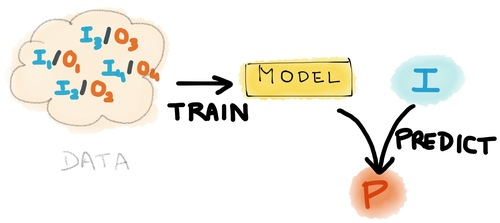 I3/O3
I1/O1
I4/O4
I2/O2
DATA
TRAIN
MODEL
I
PREDICT
P